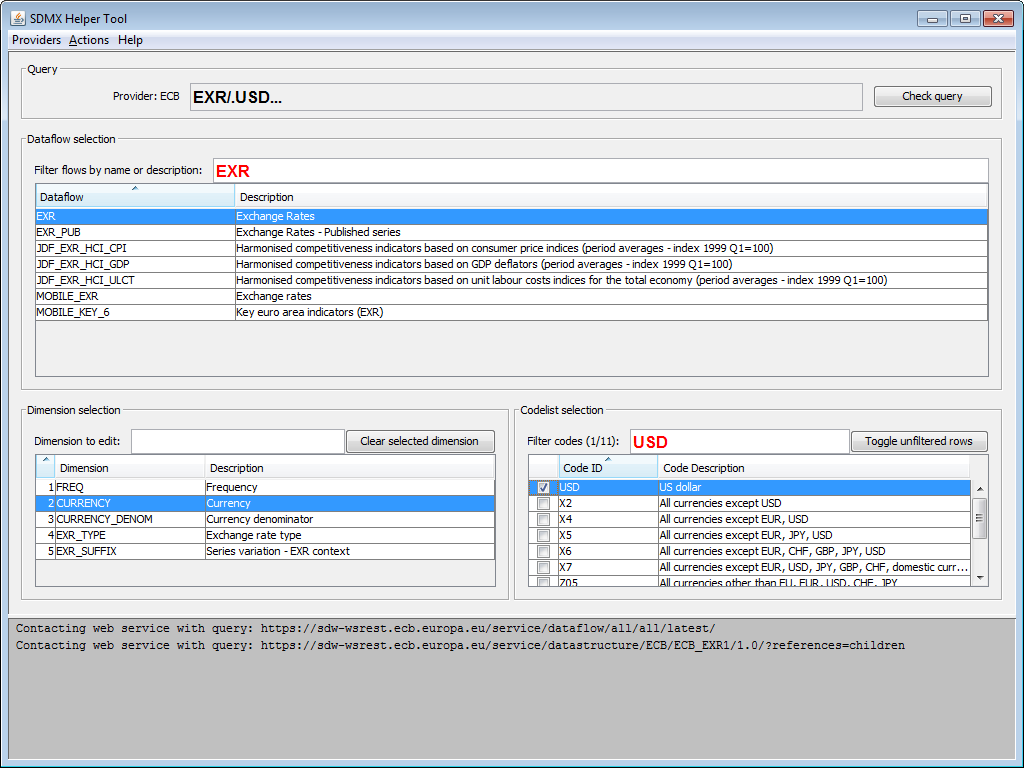 SDMX Helper Tool
Providers Actions Help
Query
Provider: ECB EXR/.USD... Check query
Dataflow selection
Filter flows by name or description: EXR
Dataflow Description
EXR Exchange Rates
EXR_PUB Exchange Rates - Published series
JDF_EXR_HCI_CPI Harmonised competitiveness indicators based on consumer price indices (period averages - index 1999 Q1=100)
JDF_EXR_HCI_GDP Harmonised competitiveness indicators based on GDP deflators (period averages - index 1999 Q1=100)
JDF_EXR_HCI_ULCT Harmonised competitiveness indicators based on unit labour costs indices for the total economy (period averages - index 1999 Q1=100)
MOBILE_EXR Exchange rates
MOBILE_KEY_6 Key euro area indicators (EXR)
Dimension selection
Dimension to edit: Clear selected dimension
Dimension Description
1 FREQ Frequency
2 CURRENCY Currency
3 CURRENCY_DENOM Currency denominator
4 EXR_TYPE Exchange rate type
5 EXR_SUFFIX Series variation - EXR context
Codelist selection
Filter codes (1/11): USD Toggle unfiltered rows
Code ID Code Description
USD US dollar
X2 All currencies except USD
X4 All currencies except EUR, USD
X5 All currencies except EUR, JPY, USD
X6 All currencies except EUR, CHF, GBP, JPY, USD
X7 All currencies except EUR, USD, JPY, GBP, CHF, domestic curr...
Z05 All currencies other than EU, EUR, USD, CHF, JPY
Contacting web service with query: https://sdw-wsrest.ecb.europa.eu/service/dataflow/all/all/latest/
Contacting web service with query: https://sdw-wsrest.ecb.europa.eu/service/datastructure/ECB/ECB_EXR1/1.0/?references=children